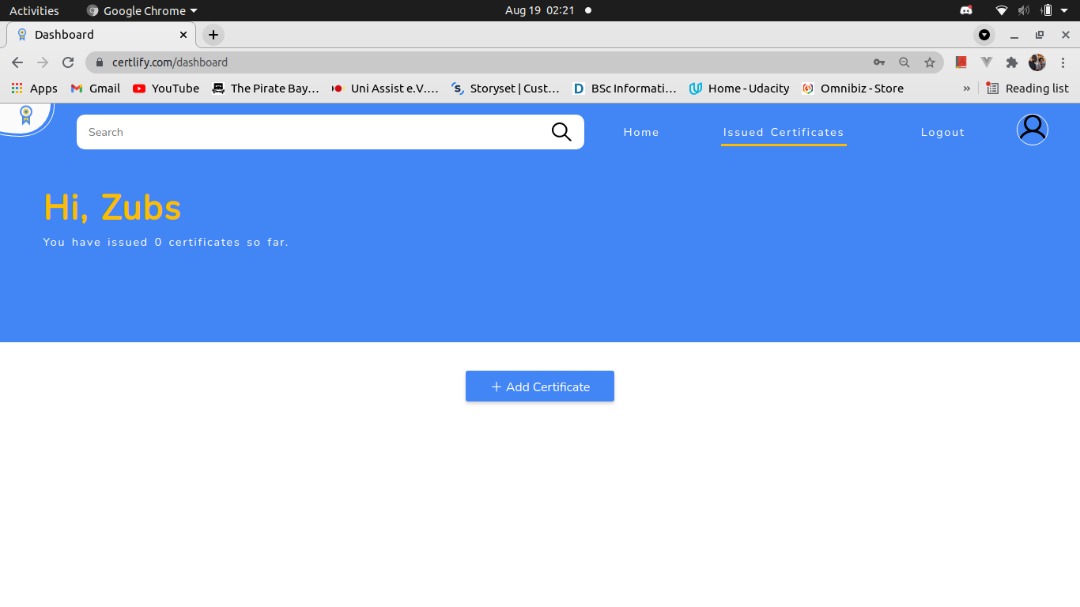 Activities Google Chrome Aug 19 02:21
Dashboard
certlify.com/dashboard
Apps Gmail YouTube The Pirate Bay... Uni Assist e.V.... Storyset | Cust... BSc Informati... Home - Udacity Omnibiz - Store » Reading list
Search Home Issued Certificates Logout
Hi, Zubs
You have issued 0 certificates so far.
+ Add Certificate